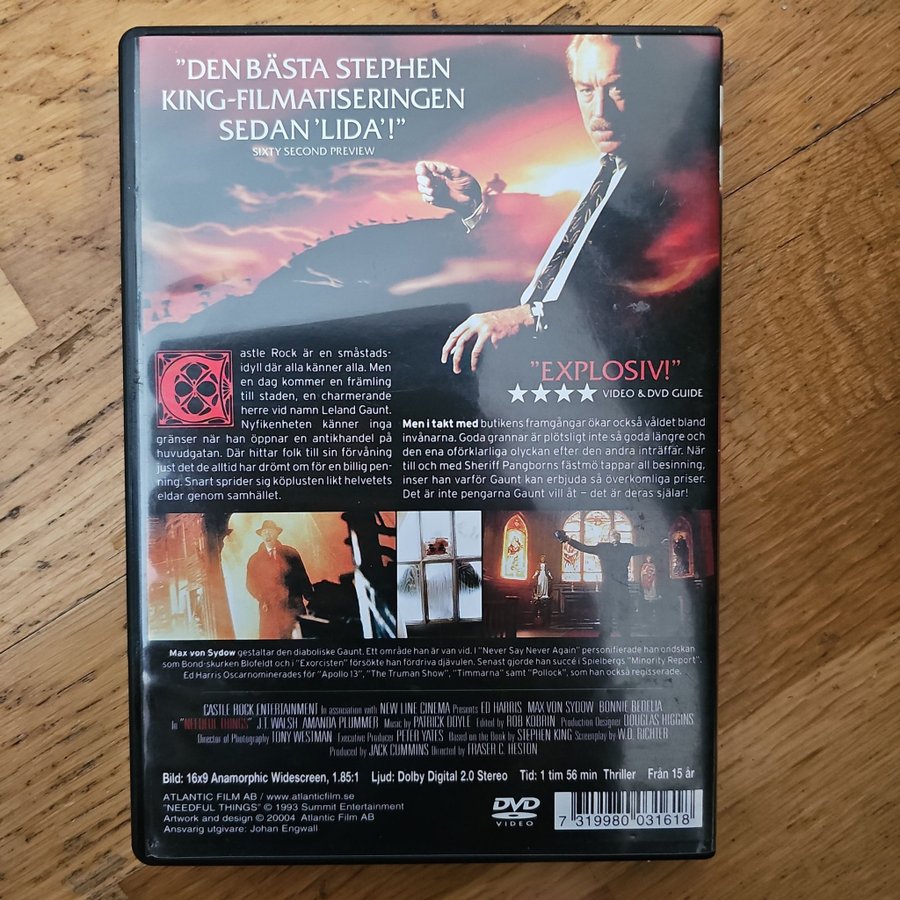 "DEN BÄSTA STEPHEN
KING-FILMATISERINGEN
SEDAN 'LIDA'!"
SIXTY SECOND PREVIEW
Castle Rock är en småstads-
idyll där alla känner alla. Men
en dag kommer en främling
till staden, en charmerande
herre vid namn Leland Gaunt.
Nyfikenheten känner inga
gränser när han öppnar en antikhandel på
huvudgatan. Där hittar folk till sin förvåning
just det de alltid har drömt om för en billig pen-
ning. Snart sprider sig köplusten likt helvetets
eldar genom samhället.
"EXPLOSIV!"
★★★★ VIDEO & DVD GUIDE
Men i takt med butikens framgångar ökar också våldet bland
invånarna. Goda grannar är plötsligt inte så goda längre och
den ena oförklarliga olyckan efter den andra inträffar. När
till och med Sheriff Pangborns fästmö tappar all besinning,
inser han varför Gaunt kan erbjuda så överkomliga priser.
Det är inte pengarna Gaunt vill åt – det är deras själar!
Max von Sydow gestaltar den diaboliske Gaunt. Ett område han är van vid. I "Never Say Never Again" personifierade han ondskan
som Bond-skurken Blofeldt och i "Exorcisten" försökte han fördriva djävulen. Senast gjorde han succé i Spielbergs "Minority Report".
Ed Harris Oscarnominerades för "Apollo 13", "The Truman Show", "Timmarna" samt "Pollock", som han också regisserade.
CASTLE ROCK ENTERTAINMENT In association with NEW LINE CINEMA Presents ED HARRIS MAX VON SYDOW BONNIE BEDELIA
In "NEEDFUL THINGS" J.T. WALSH AMANDA PLUMMER Music by PATRICK DOYLE Edited by ROB KOBRIN Production Designer DOUGLAS HIGGINS
Director of Photography TONY WESTMAN Executive Producer PETER YATES Based on the Book by STEPHEN KING Screenplay by W.D. RICHTER
Produced by JACK CUMMINS Directed by FRASER C. HESTON
Bild: 16x9 Anamorphic Widescreen, 1.85:1 Ljud: Dolby Digital 2.0 Stereo Tid: 1 tim 56 min Thriller Från 15 år
ATLANTIC FILM AB / www.atlanticfilm.se
"NEEDFUL THINGS" © 1993 Summit Entertainment
Artwork and design © 20004 Atlantic Film AB
Ansvarig utgivare: Johan Engwall
DVD
VIDEO
7 319980 031618